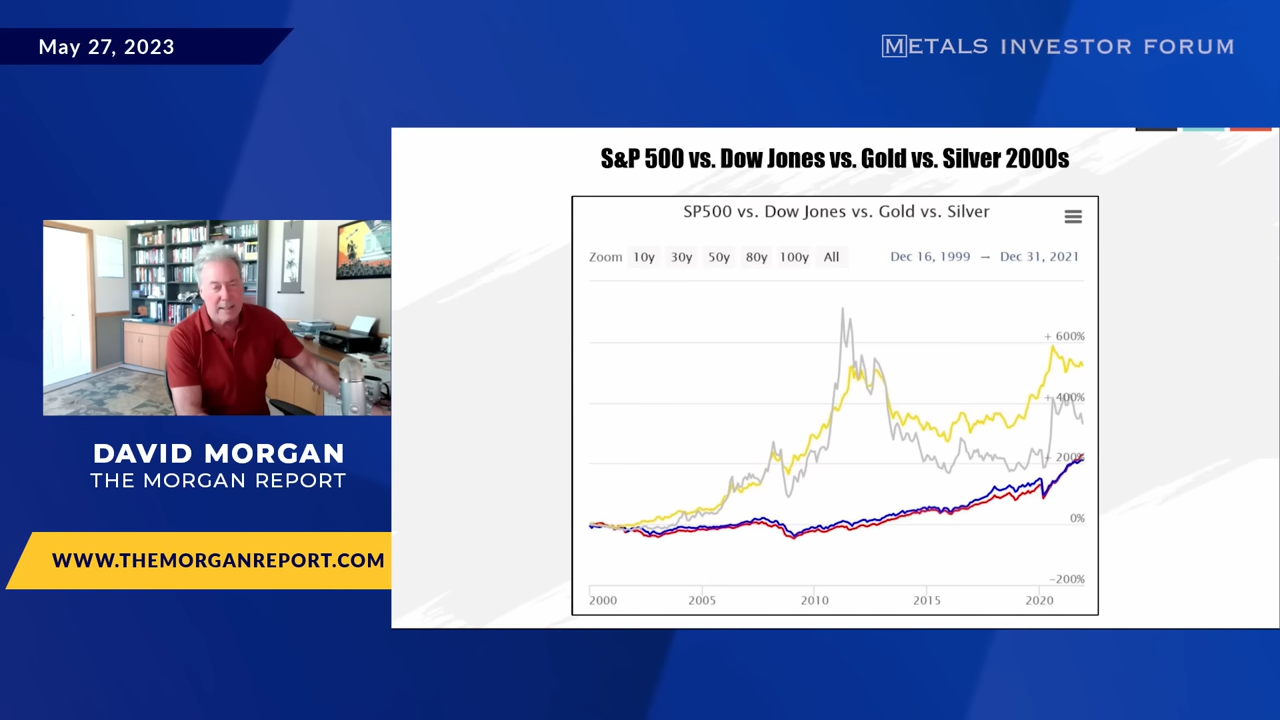 May 27, 2023
METALS INVESTOR FORUM
S&P 500 vs. Dow Jones vs. Gold vs. Silver 2000s
SP500 vs. Dow Jones vs. Gold vs. Silver
Zoom 10y 30y 50y 80y 100y All Dec 16, 1999 → Dec 31, 2021
+ 600%
+ 400%
+ 200%
0%
-200%
2000 2005 2010 2015 2020
DAVID MORGAN
THE MORGAN REPORT
WWW.THEMORGANREPORT.COM